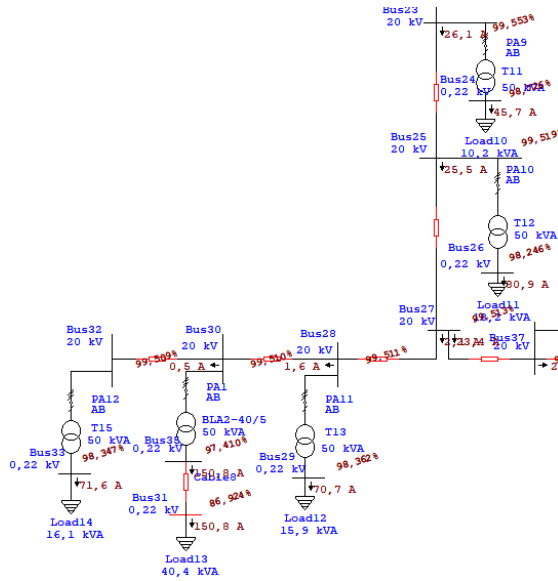 Bus23
20 kV
99,553%
26,1 A
PA9
AB
T11
50 kVA
Bus24
0,22 kV
45,7 A
Bus25
20 kV
Load10
10,2 kVA
99,519%
25,5 A
PA10
AB
T12
50 kVA
Bus26
0,22 kV
98,246%
80,9 A
Load11
Bus27
20 kV
99,513%
Bus37
20 kV
Bus32
20 kV
99,509%
Bus30
20 kV
0,5 A
99,510%
Bus28
20 kV
1,6 A
99,511%
PA12
AB
T15
50 kVA
Bus33
0,22 kV
98,347%
71,6 A
Load14
16,1 kVA
PA1
AB
BLA2-40/5
50 kVA
Bus35
0,22 kV
97,410%
150,8 A
Cable8
Bus31
0,22 kV
86,924%
150,8 A
Load13
40,4 kVA
PA11
AB
T13
50 kVA
Bus29
0,22 kV
98,362%
70,7 A
Load12
15,9 kVA